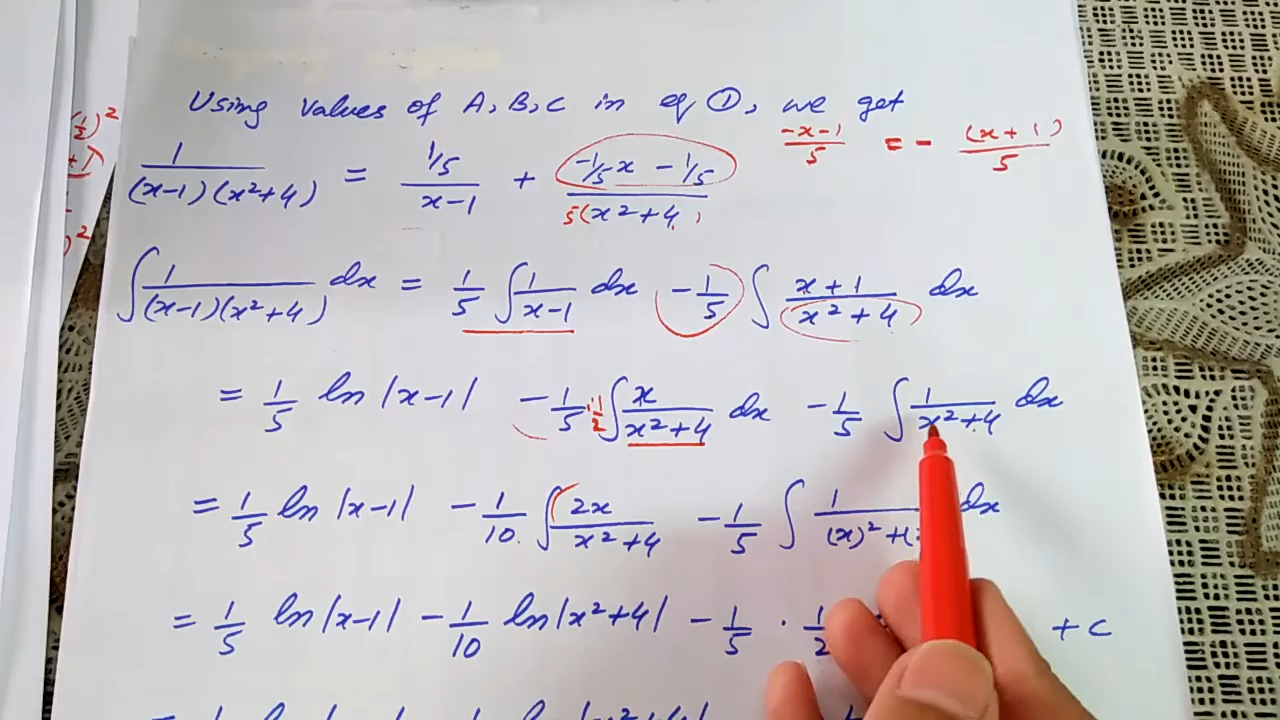 Using values of A, B, C in eq ①, we get
1/((x-1)(x²+4)) = (1/5)/(x-1) + (-1/5x - 1/5)/(5(x²+4)) (-x-1)/5 = - (x+1)/5
∫ 1/((x-1)(x²+4)) dx = 1/5 ∫ 1/(x-1) dx - 1/5 ∫ (x+1)/(x²+4) dx
= 1/5 ln |x-1| - 1/5 · 1/2 ∫ x/(x²+4) dx - 1/5 ∫ 1/(x²+4) dx
= 1/5 ln |x-1| - 1/10 ∫ 2x/(x²+4) - 1/5 ∫ 1/((x)²+( dx
= 1/5 ln |x-1| - 1/10 ln |x²+4| - 1/5 · 1/2 + c